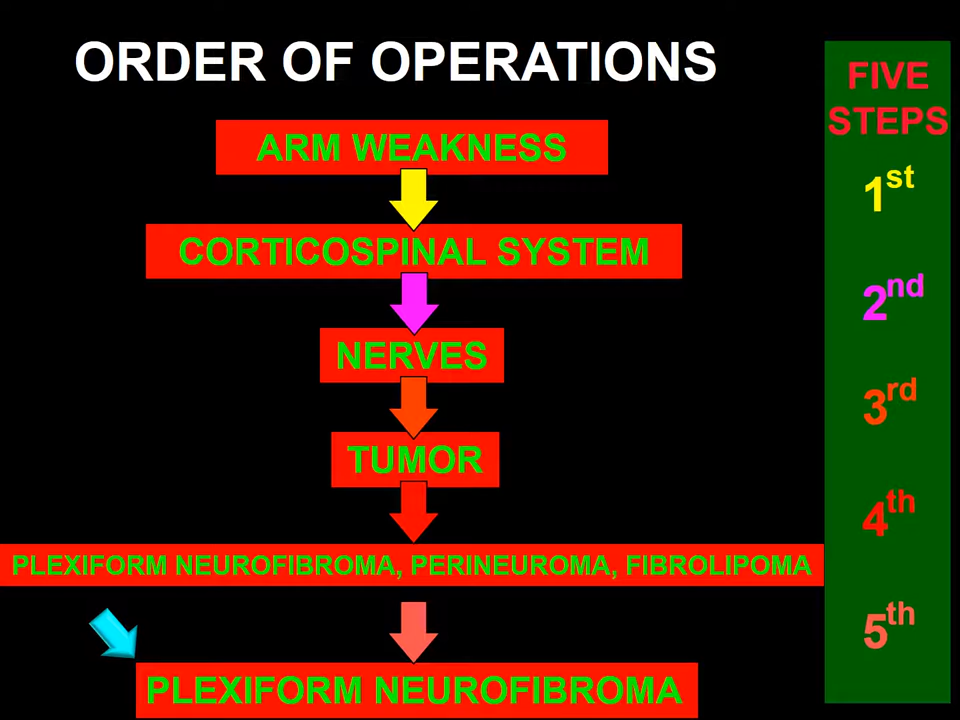 ORDER OF OPERATIONS
ARM WEAKNESS
CORTICOSPINAL SYSTEM
NERVES
TUMOR
PLEXIFORM NEUROFIBROMA, PERINEUROMA, FIBROLIPOMA
PLEXIFORM NEUROFIBROMA
FIVE
STEPS
1st
2nd
3rd
4th
5th